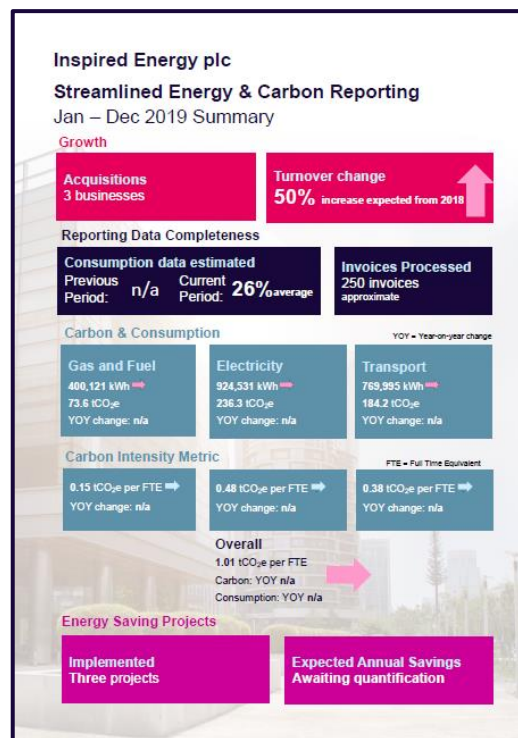 Inspired Energy plc
Streamlined Energy & Carbon Reporting
Jan – Dec 2019 Summary
Growth
Acquisitions
3 businesses
Turnover change
50% increase expected from 2018
Reporting Data Completeness
Consumption data estimated
Previous Period: n/a Current Period: 26% average
Invoices Processed
250 invoices
approximate
Carbon & Consumption
YOY = Year-on-year change
Gas and Fuel
400,121 kWh
73.6 tCO₂e
YOY change: n/a
Electricity
924,531 kWh
236.3 tCO₂e
YOY change: n/a
Transport
769,995 kWh
184.2 tCO₂e
YOY change: n/a
Carbon Intensity Metric
FTE = Full Time Equivalent
0.15 tCO₂e per FTE
YOY change: n/a
0.48 tCO₂e per FTE
YOY change: n/a
0.38 tCO₂e per FTE
YOY change: n/a
Overall
1.01 tCO₂e per FTE
Carbon: YOY n/a
Consumption: YOY n/a
Energy Saving Projects
Implemented
Three projects
Expected Annual Savings
Awaiting quantification